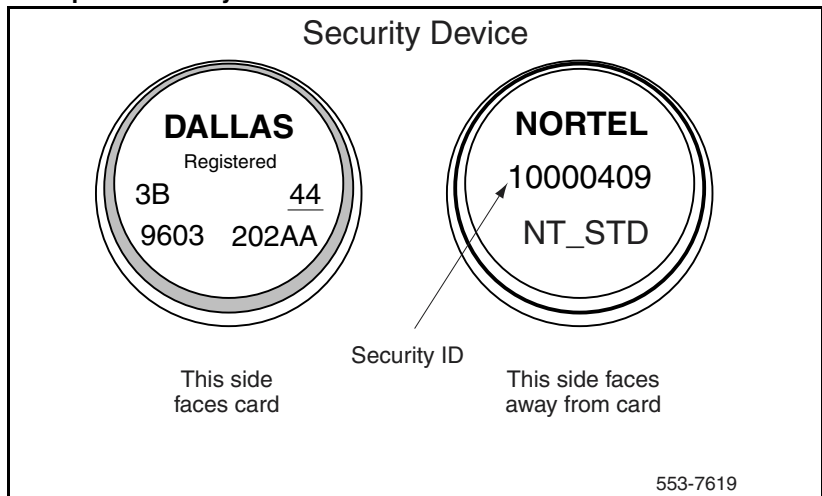 Security Device
DALLAS
Registered
3B 44
9603 202AA
NORTEL
10000409
NT_STD
Security ID
This side
faces card
This side faces
away from card
553-7619